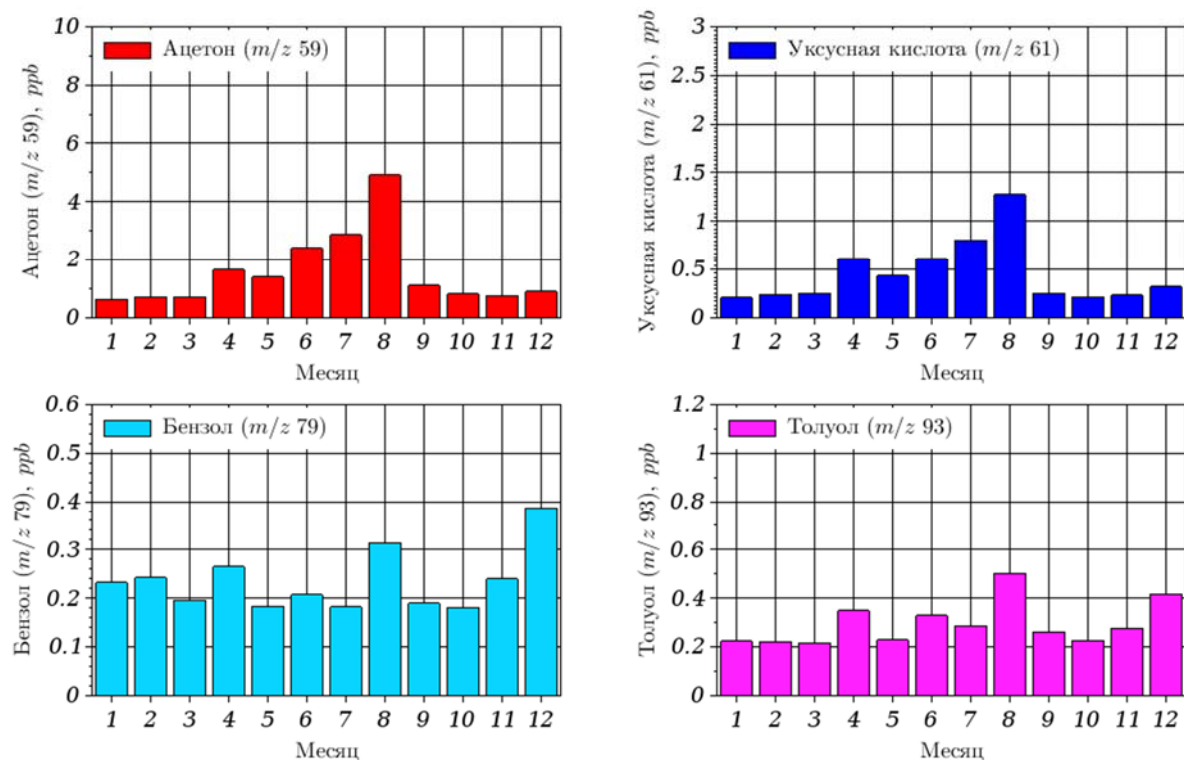 Ацетон (m/z 59)
Ацетон (m/z 59), ppb
10
8
6
4
2
0
1 2 3 4 5 6 7 8 9 10 11 12
Месяц
Уксусная кислота (m/z 61)
Уксусная кислота (m/z 61), ppb
3
2.5
2
1.5
1
0.5
0
1 2 3 4 5 6 7 8 9 10 11 12
Месяц
Бензол (m/z 79)
Бензол (m/z 79), ppb
0.6
0.5
0.4
0.3
0.2
0.1
0
1 2 3 4 5 6 7 8 9 10 11 12
Месяц
Толуол (m/z 93)
Толуол (m/z 93), ppb
1.2
1
0.8
0.6
0.4
0.2
0
1 2 3 4 5 6 7 8 9 10 11 12
Месяц